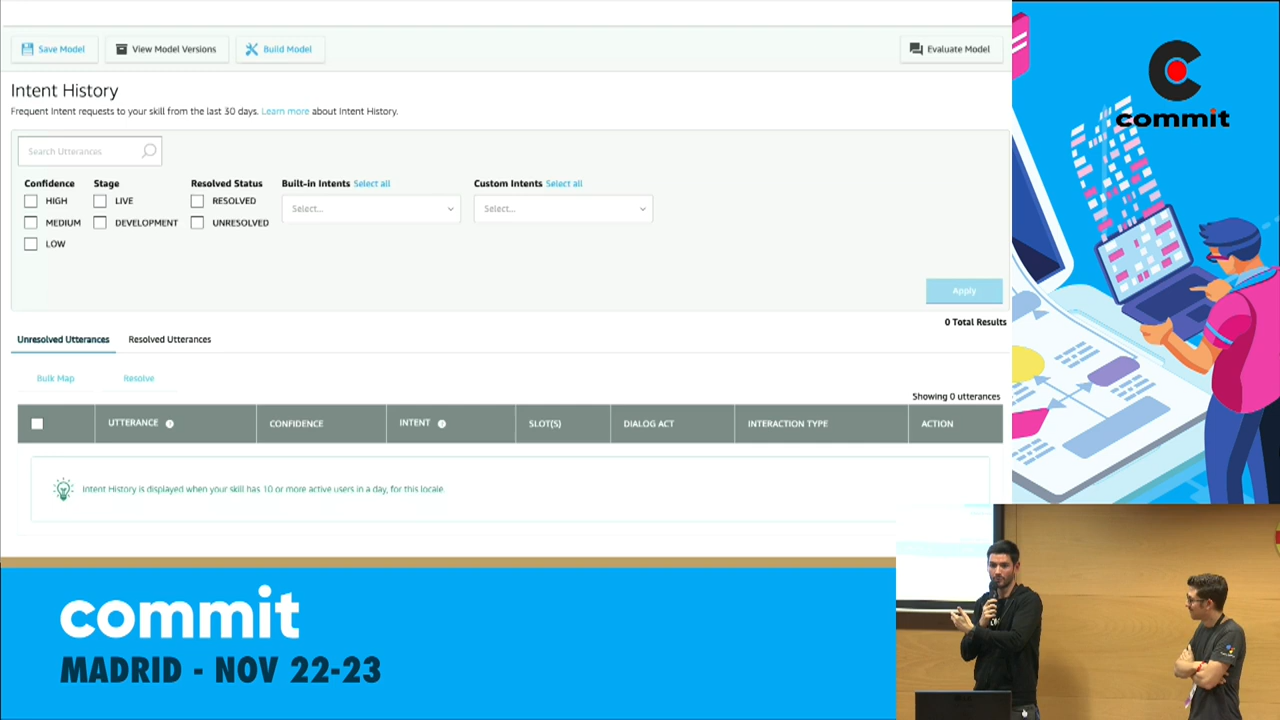 Save Model
View Model Versions
Build Model
Evaluate Model
Intent History
Frequent Intent requests to your skill from the last 30 days. Learn more about Intent History.
Search Utterances
Confidence
Stage
Resolved Status
Built-in Intents Select all
Custom Intents Select all
HIGH
LIVE
RESOLVED
Select...
Select...
MEDIUM
DEVELOPMENT
UNRESOLVED
LOW
Apply
0 Total Results
Unresolved Utterances
Resolved Utterances
Bulk Map
Resolve
Showing 0 utterances
UTTERANCE
CONFIDENCE
INTENT
SLOT(S)
DIALOG ACT
INTERACTION TYPE
ACTION
Intent History is displayed when your skill has 10 or more active users in a day, for this locale.
commit
commit
MADRID - NOV 22-23